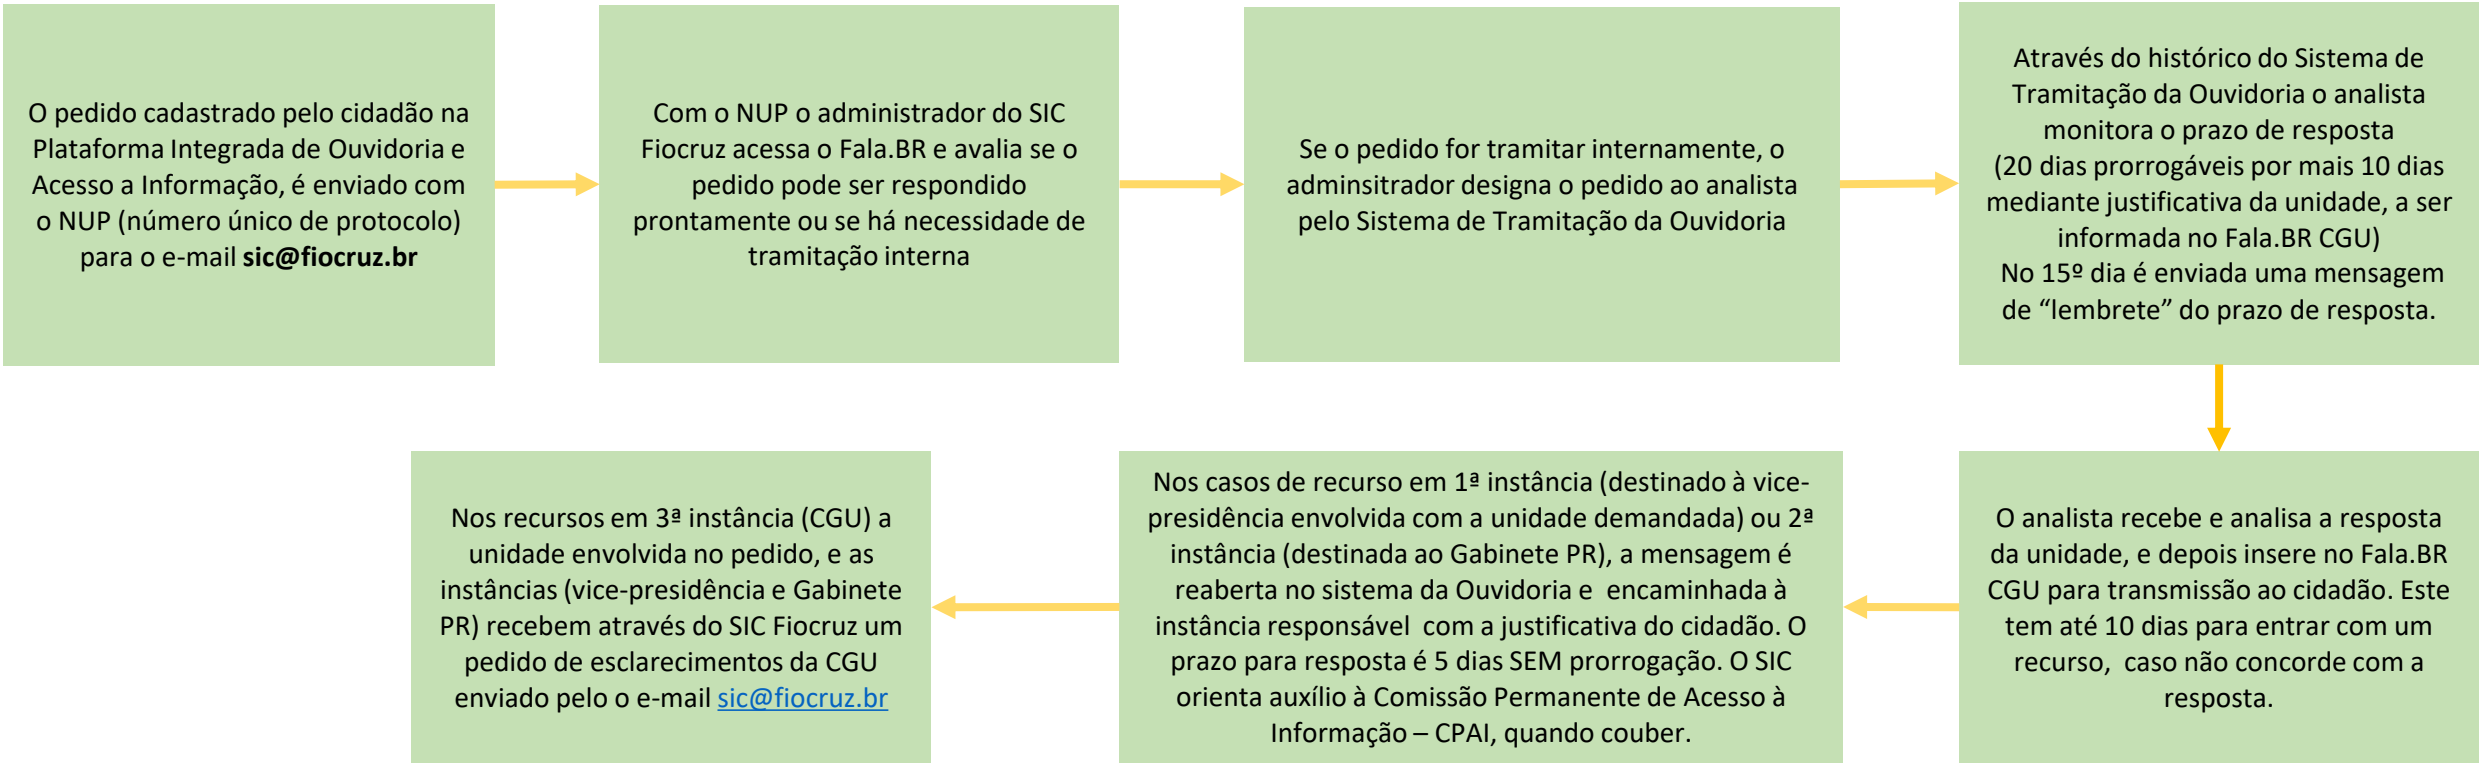 O pedido cadastrado pelo cidadão na
Plataforma Integrada de Ouvidoria e
Acesso a Informação, é enviado com
o NUP (número único de protocolo)
para o e-mail sic@fiocruz.br
Com o NUP o administrador do SIC
Fiocruz acessa o Fala.BR e avalia se o
pedido pode ser respondido
prontamente ou se há necessidade de
tramitação interna
Se o pedido for tramitar internamente, o
adminsitrador designa o pedido ao analista
pelo Sistema de Tramitação da Ouvidoria
Através do histórico do Sistema de
Tramitação da Ouvidoria o analista
monitora o prazo de resposta
(20 dias prorrogáveis por mais 10 dias
mediante justificativa da unidade, a ser
informada no Fala.BR CGU)
No 15º dia é enviada uma mensagem
de “lembrete” do prazo de resposta.
O analista recebe e analisa a resposta
da unidade, e depois insere no Fala.BR
CGU para transmissão ao cidadão. Este
tem até 10 dias para entrar com um
recurso, caso não concorde com a
resposta.
Nos casos de recurso em 1ª instância (destinado à vice-
presidência envolvida com a unidade demandada) ou 2ª
instância (destinada ao Gabinete PR), a mensagem é
reaberta no sistema da Ouvidoria e encaminhada à
instância responsável com a justificativa do cidadão. O
prazo para resposta é 5 dias SEM prorrogação. O SIC
orienta auxílio à Comissão Permanente de Acesso à
Informação – CPAI, quando couber.
Nos recursos em 3ª instância (CGU) a
unidade envolvida no pedido, e as
instâncias (vice-presidência e Gabinete
PR) recebem através do SIC Fiocruz um
pedido de esclarecimentos da CGU
enviado pelo o e-mail sic@fiocruz.br